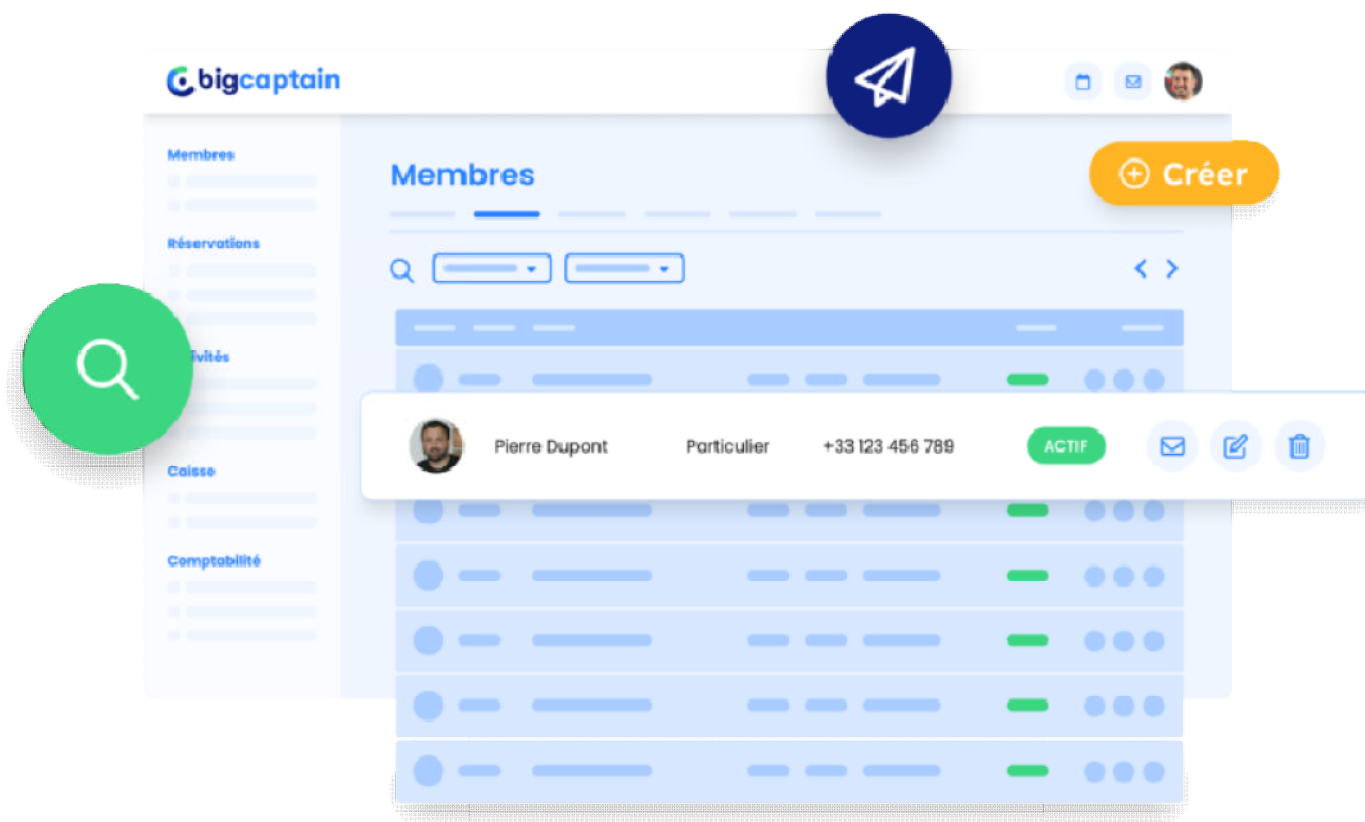 bigcaptain
Membres
Réservations
ivités
Caisse
Comptabilité
Membres
Créer
Pierre Dupont Particulier +33 123 456 789 ACTIF